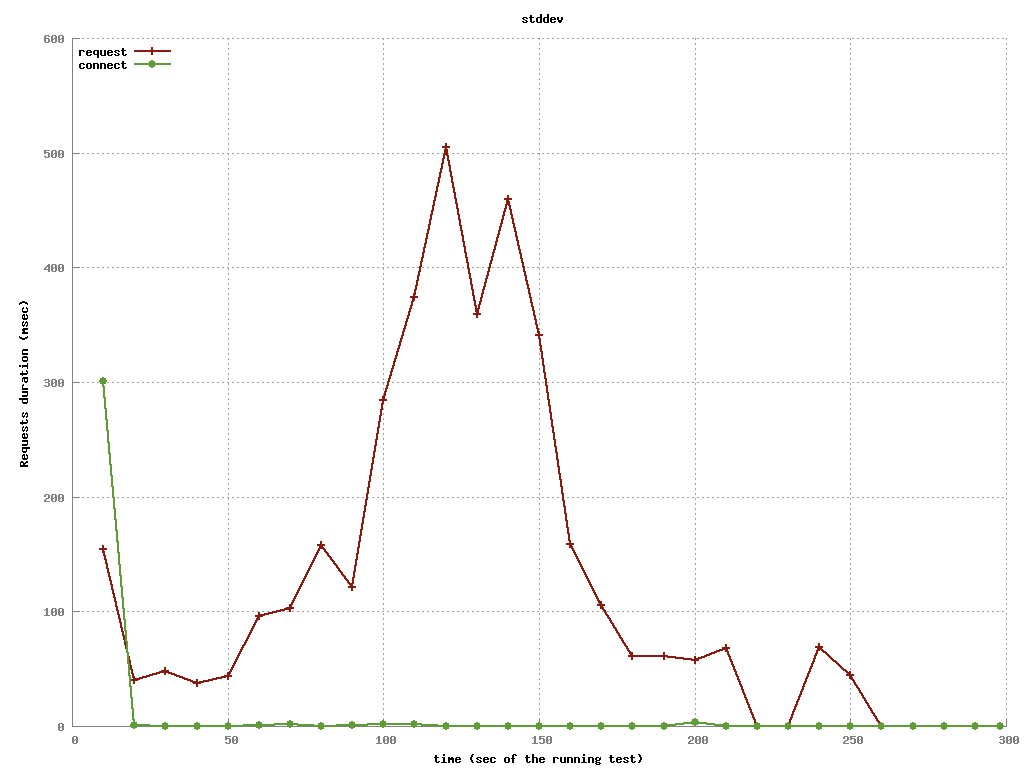 stddev
600
request
connect
500
400
Requests duration (msec)
300
200
100
0
0 50 100 150 200 250 300
time (sec of the running test)